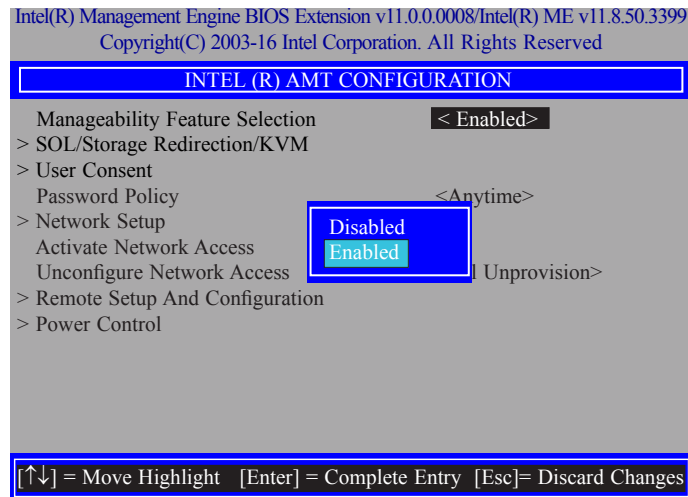 Intel(R) Management Engine BIOS Extension v11.0.0.0008/Intel(R) ME v11.8.50.3399
Copyright(C) 2003-16 Intel Corporation. All Rights Reserved
INTEL (R) AMT CONFIGURATION
Manageability Feature Selection < Enabled>
> SOL/Storage Redirection/KVM
> User Consent
Password Policy <Anytime>
> Network Setup
Disabled
Activate Network Access
Enabled
Unconfigure Network Access l Unprovision>
> Remote Setup And Configuration
> Power Control
[↑↓] = Move Highlight [Enter] = Complete Entry [Esc]= Discard Changes